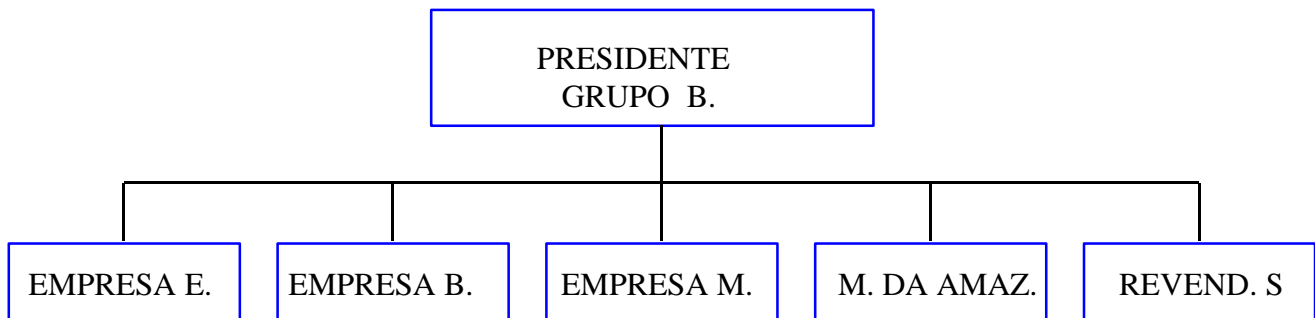 PRESIDENTE
GRUPO B.
EMPRESA E.
EMPRESA B.
EMPRESA M.
M. DA AMAZ.
REVEND. S